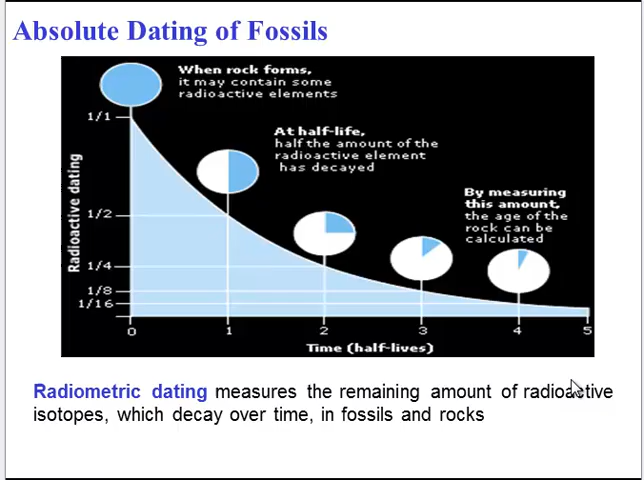 Absolute Dating of Fossils
When rock forms,
it may contain some
radioactive elements
1/1
At half-life,
half the amount of the
radioactive element
has decayed
By measuring
this amount,
the age of the
rock can be
calculated
Radioactive dating
1/2
1/4
1/8
1/16
0 1 2 3 4 5
Time (half-lives)
Radiometric dating measures the remaining amount of radioactive
isotopes, which decay over time, in fossils and rocks